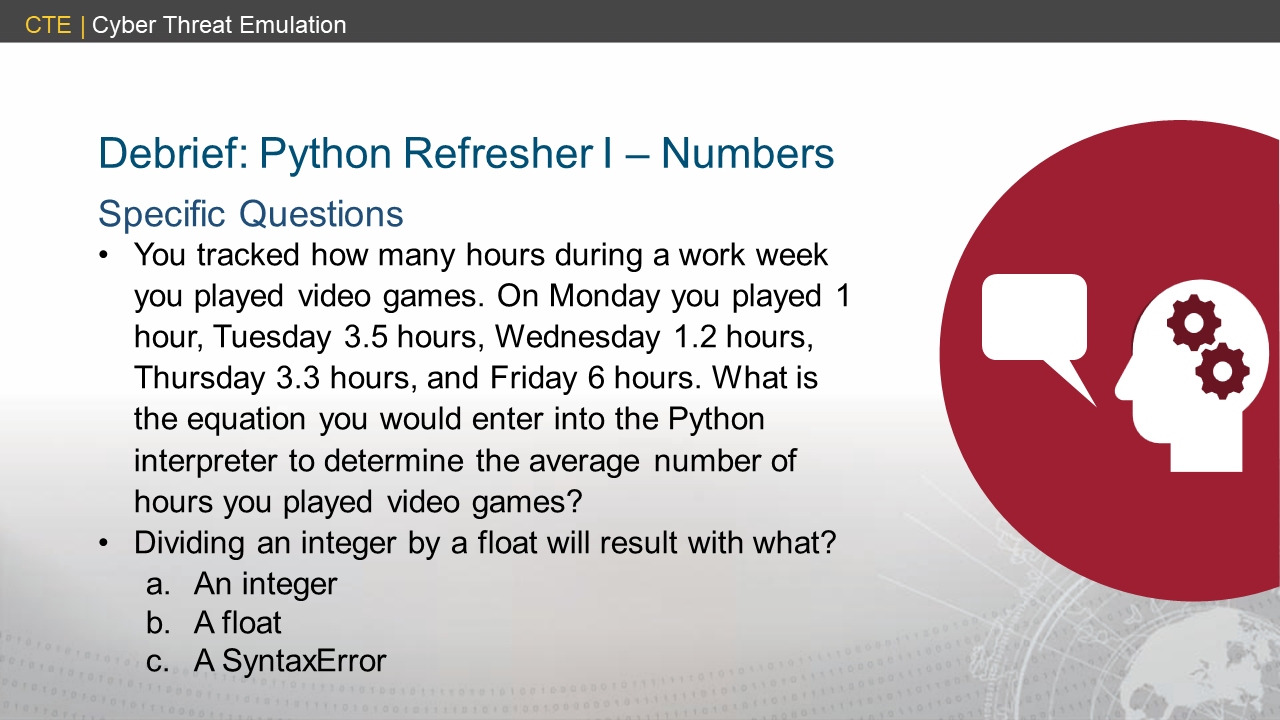 CTE | Cyber Threat Emulation
Debrief: Python Refresher I – Numbers
Specific Questions
• You tracked how many hours during a work week
you played video games. On Monday you played 1
hour, Tuesday 3.5 hours, Wednesday 1.2 hours,
Thursday 3.3 hours, and Friday 6 hours. What is
the equation you would enter into the Python
interpreter to determine the average number of
hours you played video games?
• Dividing an integer by a float will result with what?
a. An integer
b. A float
c. A SyntaxError